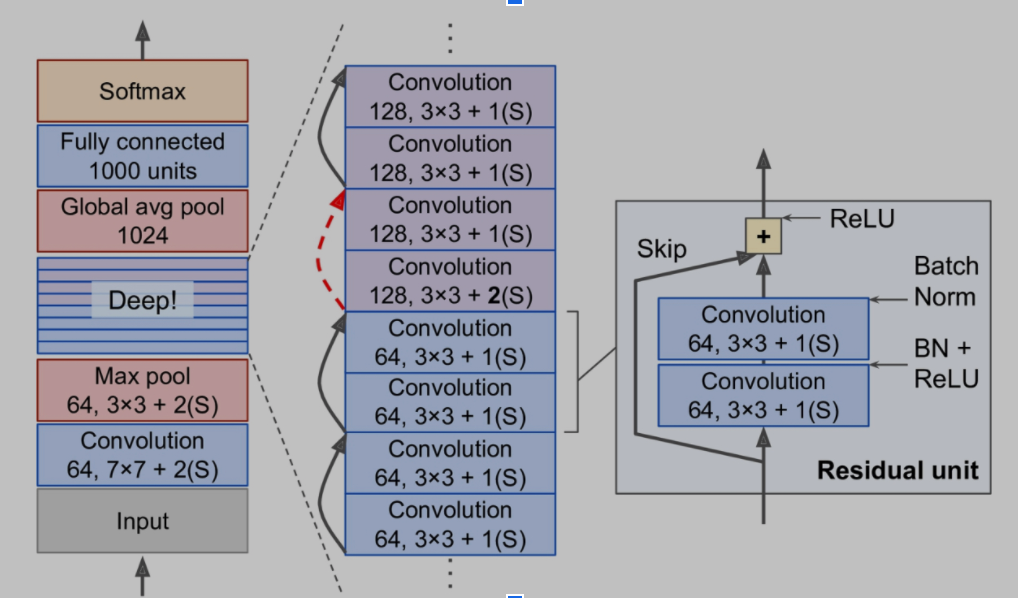 Softmax
Fully connected
1000 units
Global avg pool
1024
Deep!
Max pool
64, 3×3 + 2(S)
Convolution
64, 7×7 + 2(S)
Input
Convolution
128, 3×3 + 1(S)
Convolution
128, 3×3 + 1(S)
Convolution
128, 3×3 + 1(S)
Convolution
128, 3×3 + 2(S)
Convolution
64, 3×3 + 1(S)
Convolution
64, 3×3 + 1(S)
Convolution
64, 3×3 + 1(S)
Convolution
64, 3×3 + 1(S)
ReLU
+
Skip
Batch
Norm
Convolution
64, 3×3 + 1(S)
BN +
ReLU
Convolution
64, 3×3 + 1(S)
Residual unit